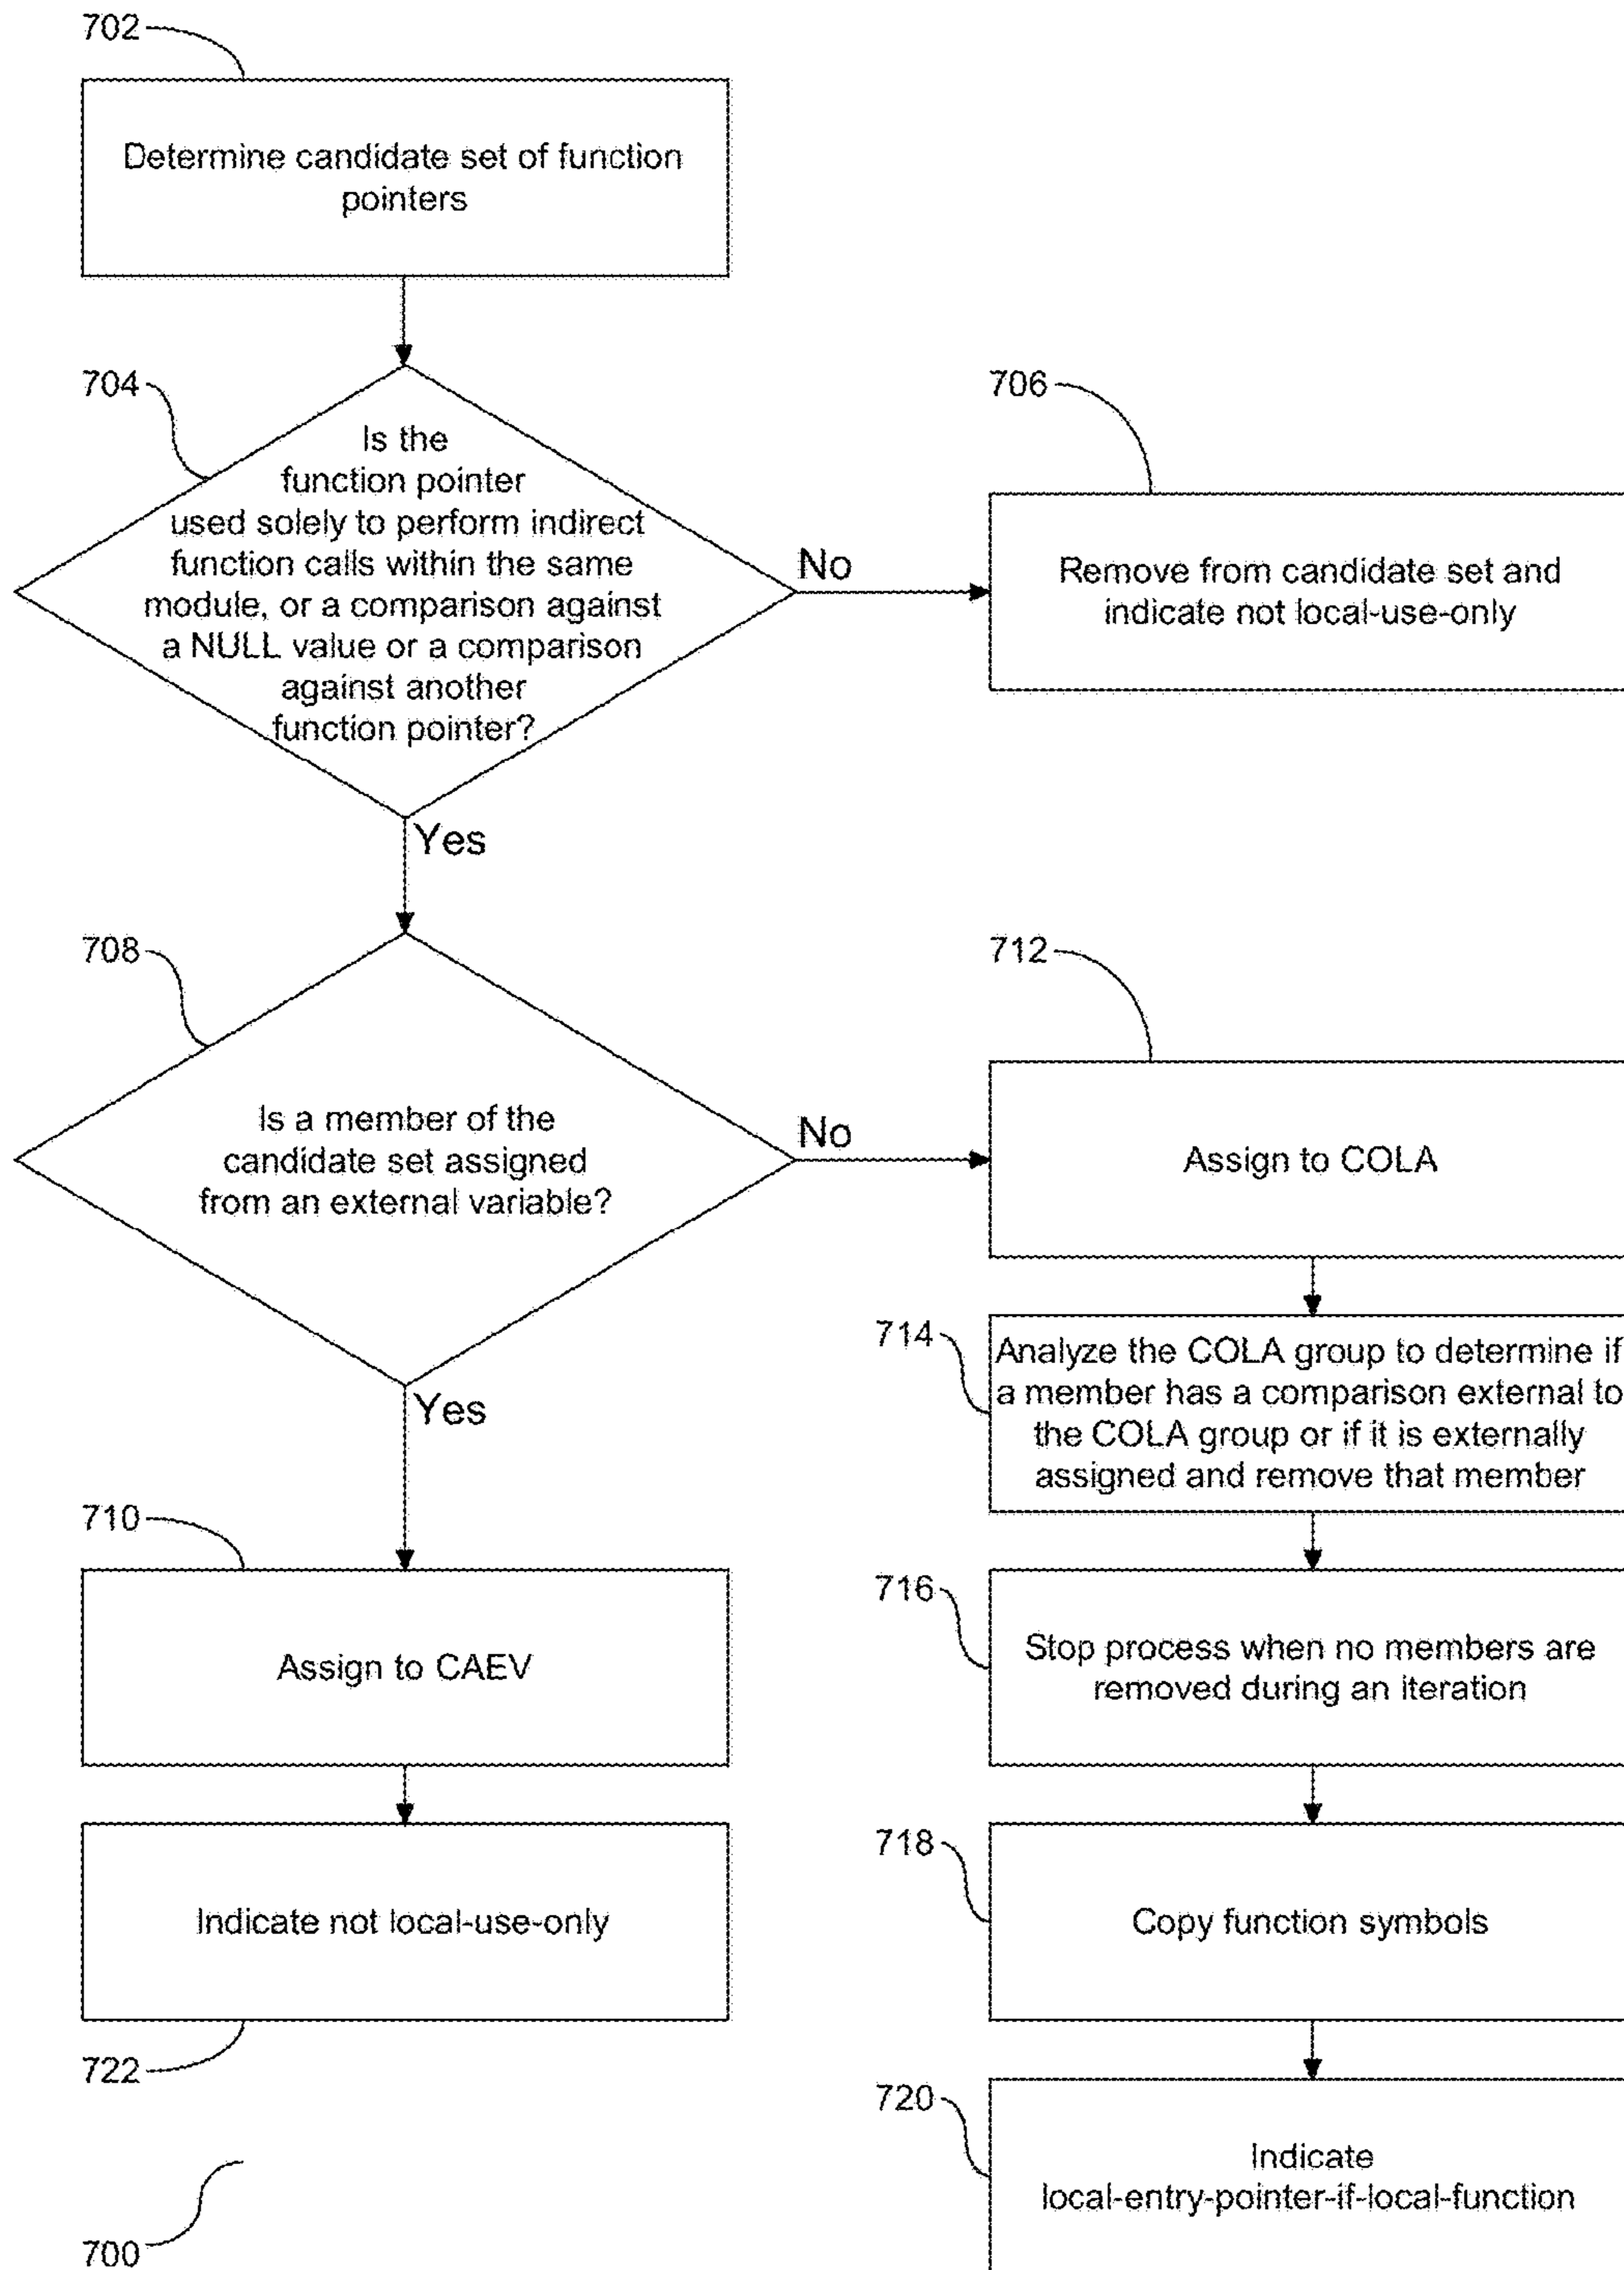 702
Determine candidate set of function
pointers
704
Is the
function pointer
used solely to perform indirect
function calls within the same
module, or a comparison against
a NULL value or a comparison
against another
function pointer?
No
706
Remove from candidate set and
indicate not local-use-only
Yes
708
Is a member of the
candidate set assigned
from an external variable?
No
712
Assign to COLA
714
Analyze the COLA group to determine if
a member has a comparison external to
the COLA group or if it is externally
assigned and remove that member
Yes
710
Assign to CAEV
716
Stop process when no members are
removed during an iteration
718
Copy function symbols
Indicate not local-use-only
722
720
Indicate
local-entry-pointer-if-local-function
700